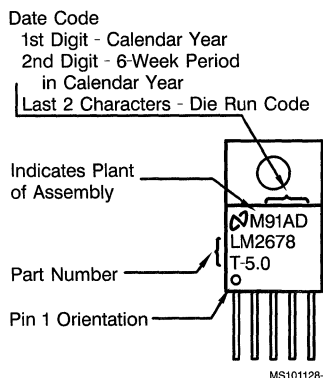 Date Code
1st Digit - Calendar Year
2nd Digit - 6-Week Period
in Calendar Year
Last 2 Characters - Die Run Code
Indicates Plant
of Assembly
M91AD
LM2678
T-5.0
Part Number
Pin 1 Orientation
MS101128-